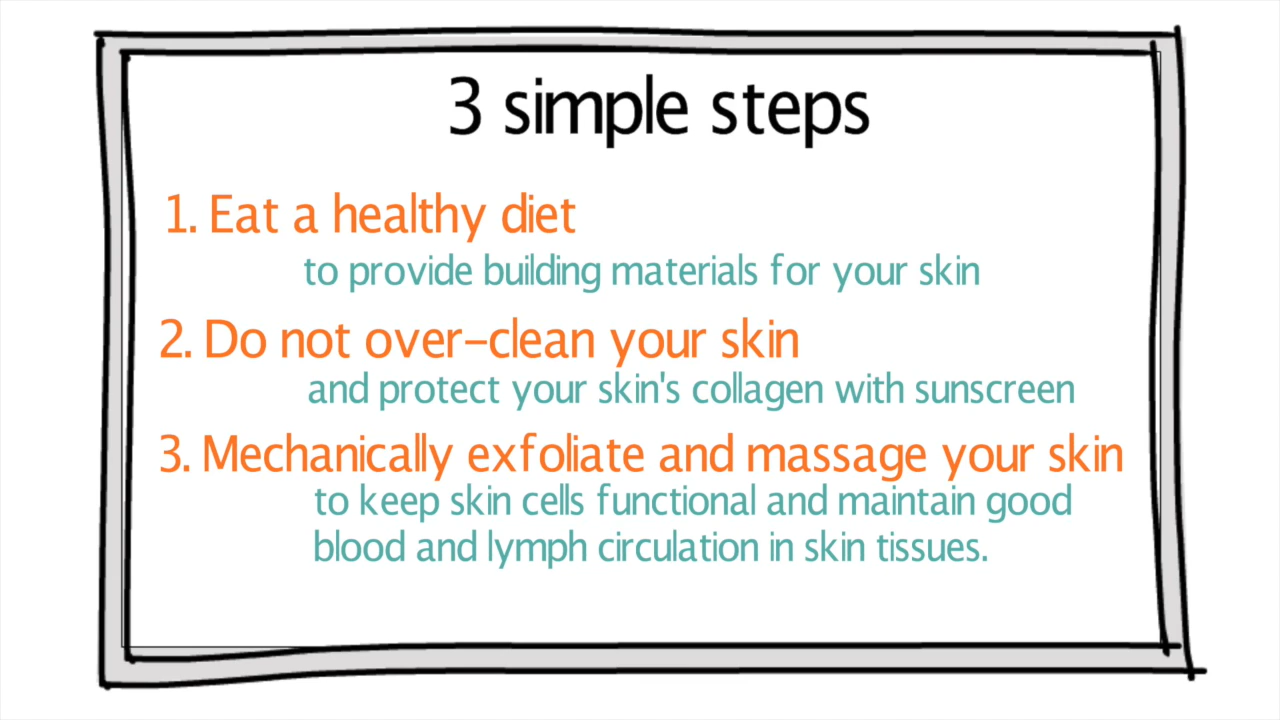 3 simple steps
1. Eat a healthy diet
to provide building materials for your skin
2. Do not over-clean your skin
and protect your skin's collagen with sunscreen
3. Mechanically exfoliate and massage your skin
to keep skin cells functional and maintain good
blood and lymph circulation in skin tissues.